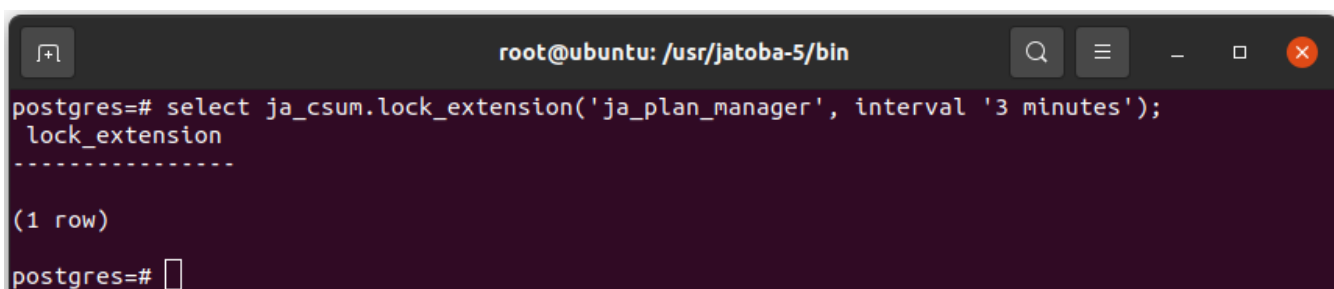 root@ubuntu: /usr/jatoba-5/bin
postgres=# select ja_csum.lock_extension('ja_plan_manager', interval '3 minutes');
 lock_extension
----------------

(1 row)

postgres=#